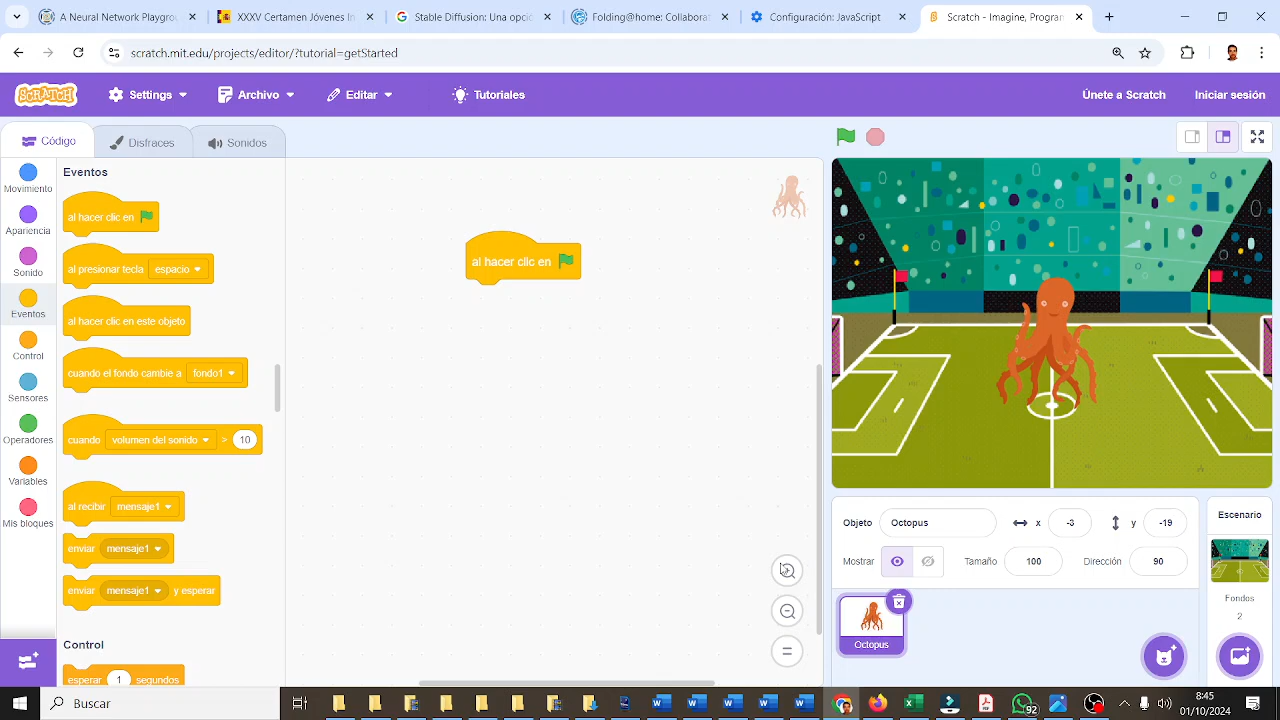 AI Network Playgro
XXXV Certamen Jóvenes In
Stable Diffusion: Una opci
Folding@home: Collabora
Configuración: JavaScript
Scratch - Imagine, Program
scratch.mit.edu/projects/editor/?tutorial=getStarted
SCRATCH
Settings
Archivo
Editar
Tutoriales
Únete a Scratch
Iniciar sesión
Código
Disfraces
Sonidos
Movimiento
Apariencia
Sonido
Eventos
Control
Sensores
Operadores
Variables
Mis bloques
Eventos
al hacer clic en
al presionar tecla espacio
al hacer clic en este objeto
cuando el fondo cambie a fondo1
cuando volumen del sonido > 10
al recibir mensaje1
enviar mensaje1
enviar mensaje1 y esperar
Control
esperar 1 segundos
al hacer clic en
Objeto Octopus x -3 y -19
Mostrar Tamaño 100 Dirección 90
Octopus
Escenario
Fondos
2
Buscar
92
8:45
01/10/2024